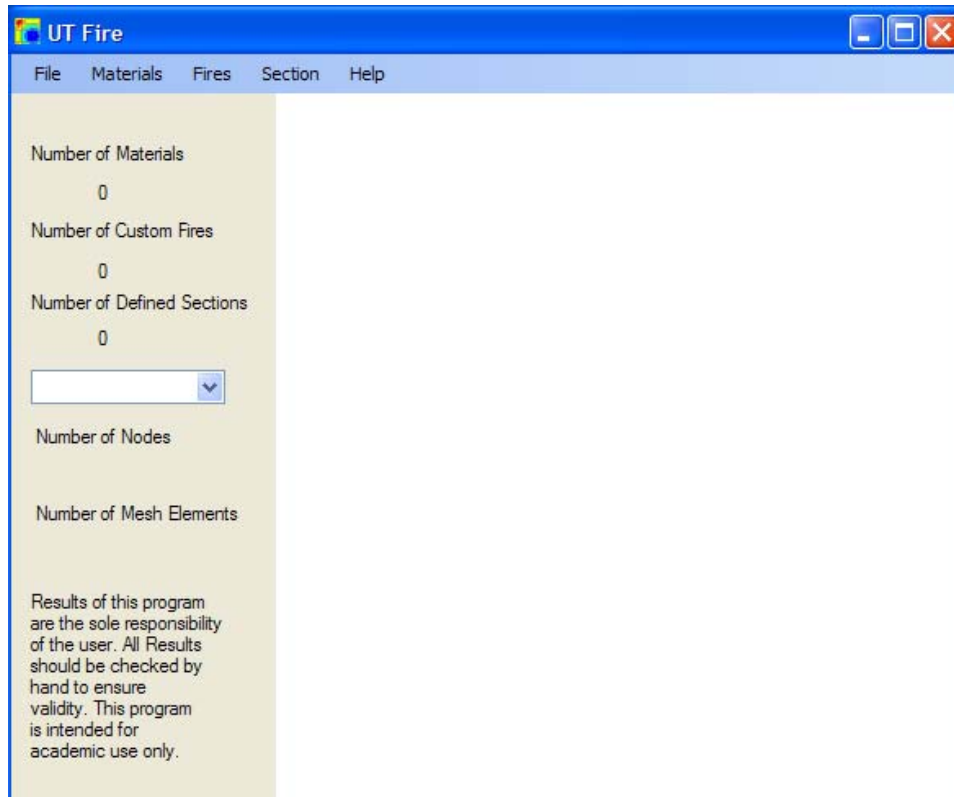 UT Fire
File Materials Fires Section Help
Number of Materials
0
Number of Custom Fires
0
Number of Defined Sections
0
Number of Nodes
Number of Mesh Elements
Results of this program
are the sole responsibility
of the user. All Results
should be checked by
hand to ensure
validity. This program
is intended for
academic use only.